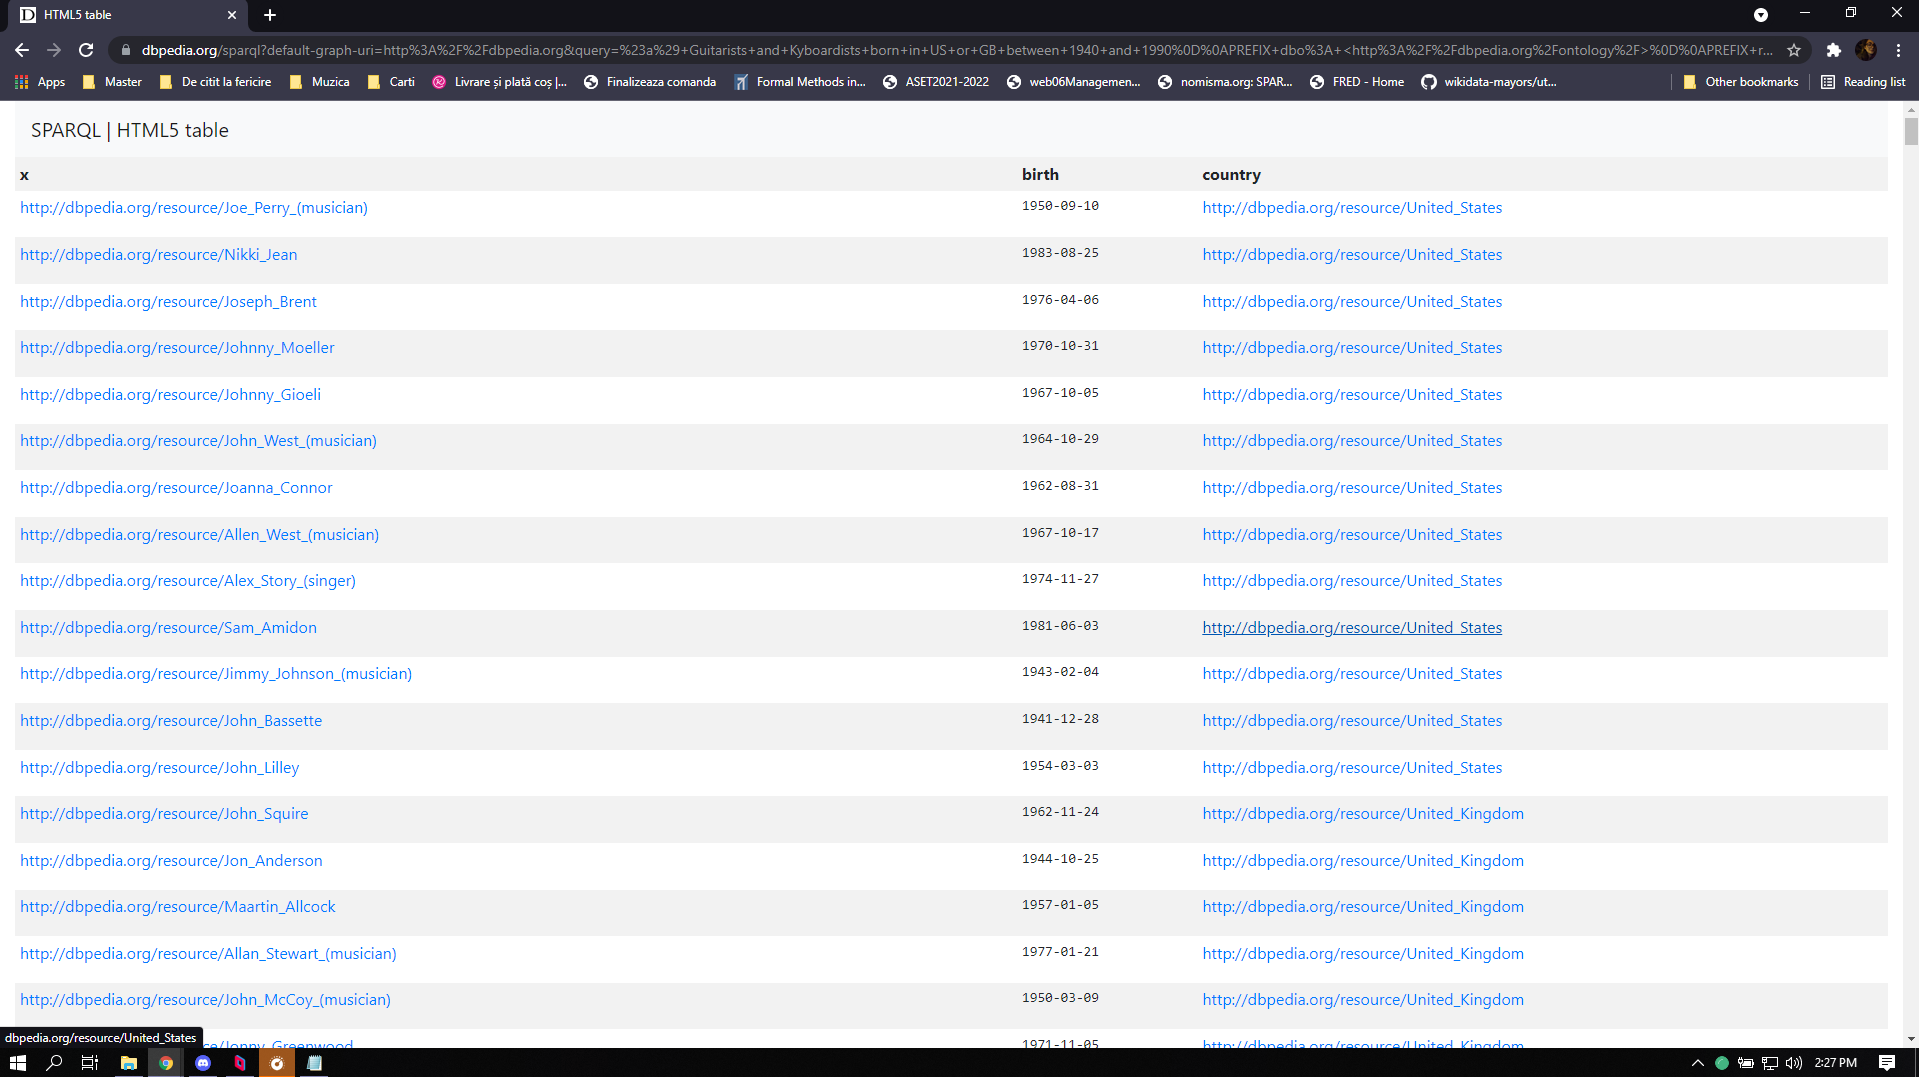 HTML5 table
dbpedia.org/sparql?default-graph-uri=http%3A%2F%2Fdbpedia.org&query=%23a%29+Guitarists+and+Kyboardists+born+in+US+or+GB+between+1940+and+1990%0D%0APREFIX+dbo%3A+<http%3A%2F%2Fdbpedia.org%2Fontology%2F>%0D%0APREFIX+r...
Apps Master De citit la fericire Muzica Carti Livrare și plată coș |... Finalizeaza comanda Formal Methods in... ASET2021-2022 web06Managemen... nomisma.org: SPAR... FRED - Home wikidata-mayors/ut... Other bookmarks Reading list
SPARQL | HTML5 table
x birth country
http://dbpedia.org/resource/Joe_Perry_(musician) 1950-09-10 http://dbpedia.org/resource/United_States
http://dbpedia.org/resource/Nikki_Jean 1983-08-25 http://dbpedia.org/resource/United_States
http://dbpedia.org/resource/Joseph_Brent 1976-04-06 http://dbpedia.org/resource/United_States
http://dbpedia.org/resource/Johnny_Moeller 1970-10-31 http://dbpedia.org/resource/United_States
http://dbpedia.org/resource/Johnny_Gioeli 1967-10-05 http://dbpedia.org/resource/United_States
http://dbpedia.org/resource/John_West_(musician) 1964-10-29 http://dbpedia.org/resource/United_States
http://dbpedia.org/resource/Joanna_Connor 1962-08-31 http://dbpedia.org/resource/United_States
http://dbpedia.org/resource/Allen_West_(musician) 1967-10-17 http://dbpedia.org/resource/United_States
http://dbpedia.org/resource/Alex_Story_(singer) 1974-11-27 http://dbpedia.org/resource/United_States
http://dbpedia.org/resource/Sam_Amidon 1981-06-03 http://dbpedia.org/resource/United_States
http://dbpedia.org/resource/Jimmy_Johnson_(musician) 1943-02-04 http://dbpedia.org/resource/United_States
http://dbpedia.org/resource/John_Bassette 1941-12-28 http://dbpedia.org/resource/United_States
http://dbpedia.org/resource/John_Lilley 1954-03-03 http://dbpedia.org/resource/United_States
http://dbpedia.org/resource/John_Squire 1962-11-24 http://dbpedia.org/resource/United_Kingdom
http://dbpedia.org/resource/Jon_Anderson 1944-10-25 http://dbpedia.org/resource/United_Kingdom
http://dbpedia.org/resource/Maartin_Allcock 1957-01-05 http://dbpedia.org/resource/United_Kingdom
http://dbpedia.org/resource/Allan_Stewart_(musician) 1977-01-21 http://dbpedia.org/resource/United_Kingdom
http://dbpedia.org/resource/John_McCoy_(musician) 1950-03-09 http://dbpedia.org/resource/United_Kingdom
ce/Jonny_Greenwood 1971-11-05 http://dbpedia.org/resource/United_Kingdom
dbpedia.org/resource/United_States
2:27 PM